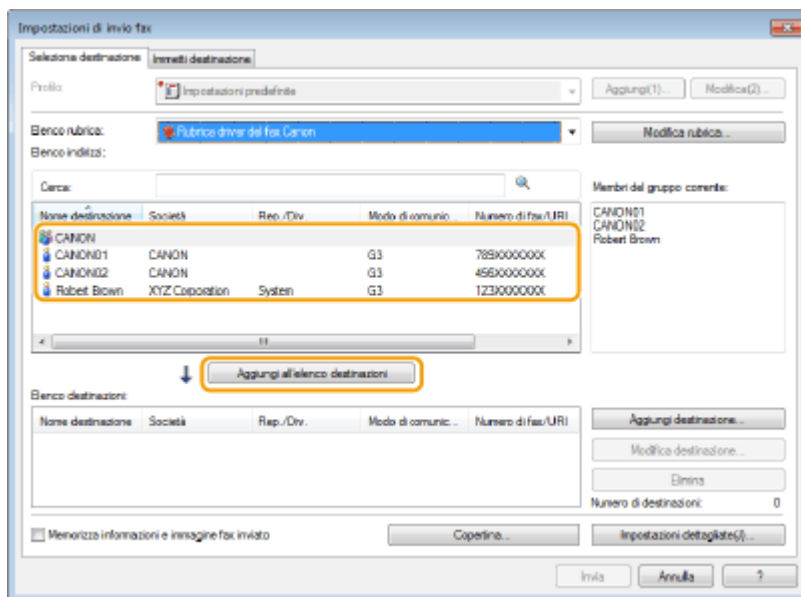 Impostazioni di invio fax
Seleziona destinazione Immetti destinazione
Profilo: Impostazioni predefinite Aggiungi(1)... Modifica(2)...
Elenco rubrica: Rubrica driver del fax Canon Modifica rubrica...
Elenco indirizzi:
Cerca: Membri del gruppo corrente:
Nome destinazione Società Rep./Div. Modo di comunic... Numero di fax/URI
CANON01
CANON02
Robert Brown
CANON
CANON01 CANON G3 789XXXXXXX
CANON02 CANON G3 456XXXXXXX
Robert Brown XYZ Corporation System G3 123XXXXXXX
Aggiungi all'elenco destinazioni
Elenco destinazioni:
Nome destinazione Società Rep./Div. Modo di comunic... Numero di fax/URI
Aggiungi destinazione...
Modifica destinazione...
Elimina
Numero di destinazioni: 0
Memorizza informazioni e immagine fax inviato Copertina... Impostazioni dettagliate(J)...
Invia Annulla ?